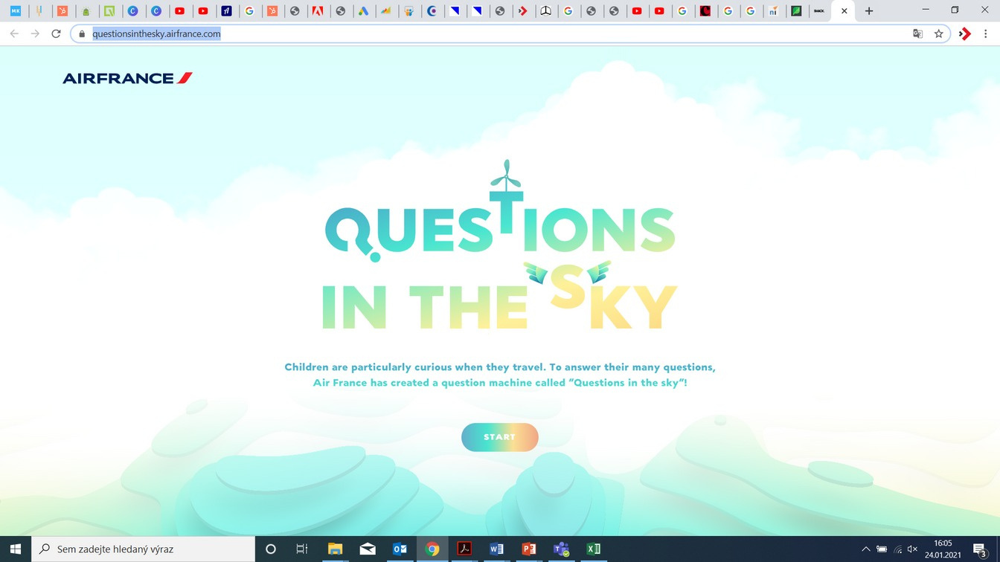 MK
questionsinthesky.airfrance.com
AIRFRANCE
QUESTIONS
IN THE SKY
Children are particularly curious when they travel. To answer their many questions,
Air France has created a question machine called “Questions in the sky”!
START
Sem zadejte hledaný výraz
16:05
24.01.2021
3